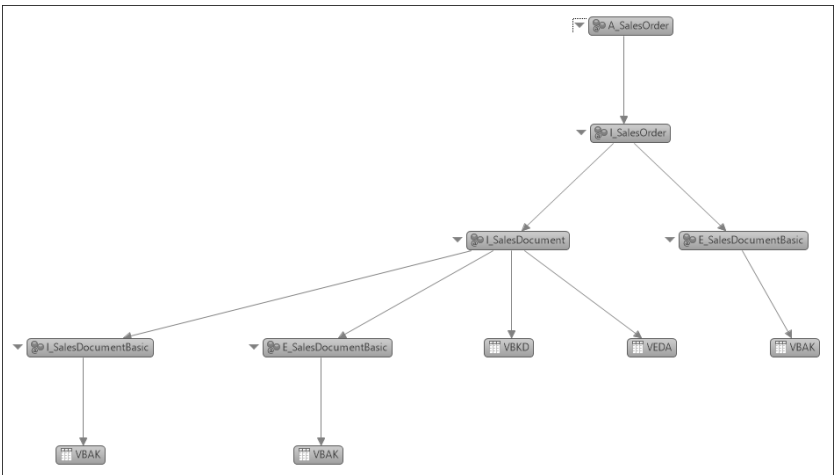 A_SalesOrder
I_SalesOrder
I_SalesDocument
E_SalesDocumentBasic
I_SalesDocumentBasic
E_SalesDocumentBasic
VBKD
VEDA
VBAK
VBAK
VBAK